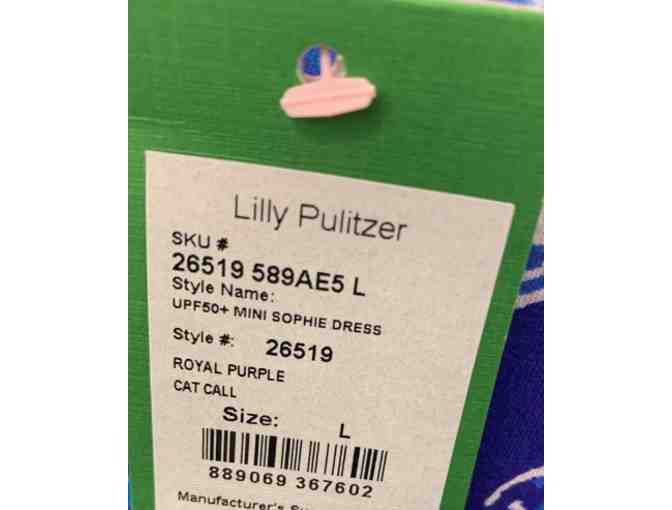 Lilly Pulitzer
SKU #
26519 589AE5 L
Style Name:
UPF50+ MINI SOPHIE DRESS
Style #: 26519
ROYAL PURPLE
CAT CALL
Size: L
889069 367602
Manufacturer's